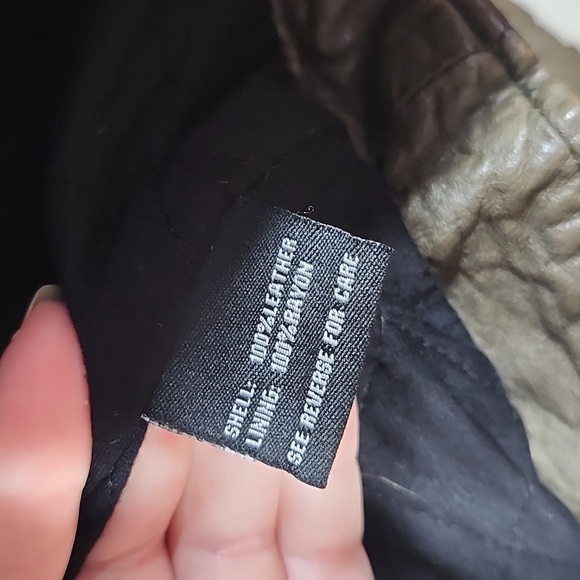 SHELL: 100%LEATHER
LINING: 100%RAYON
SEE REVERSE FOR CARE